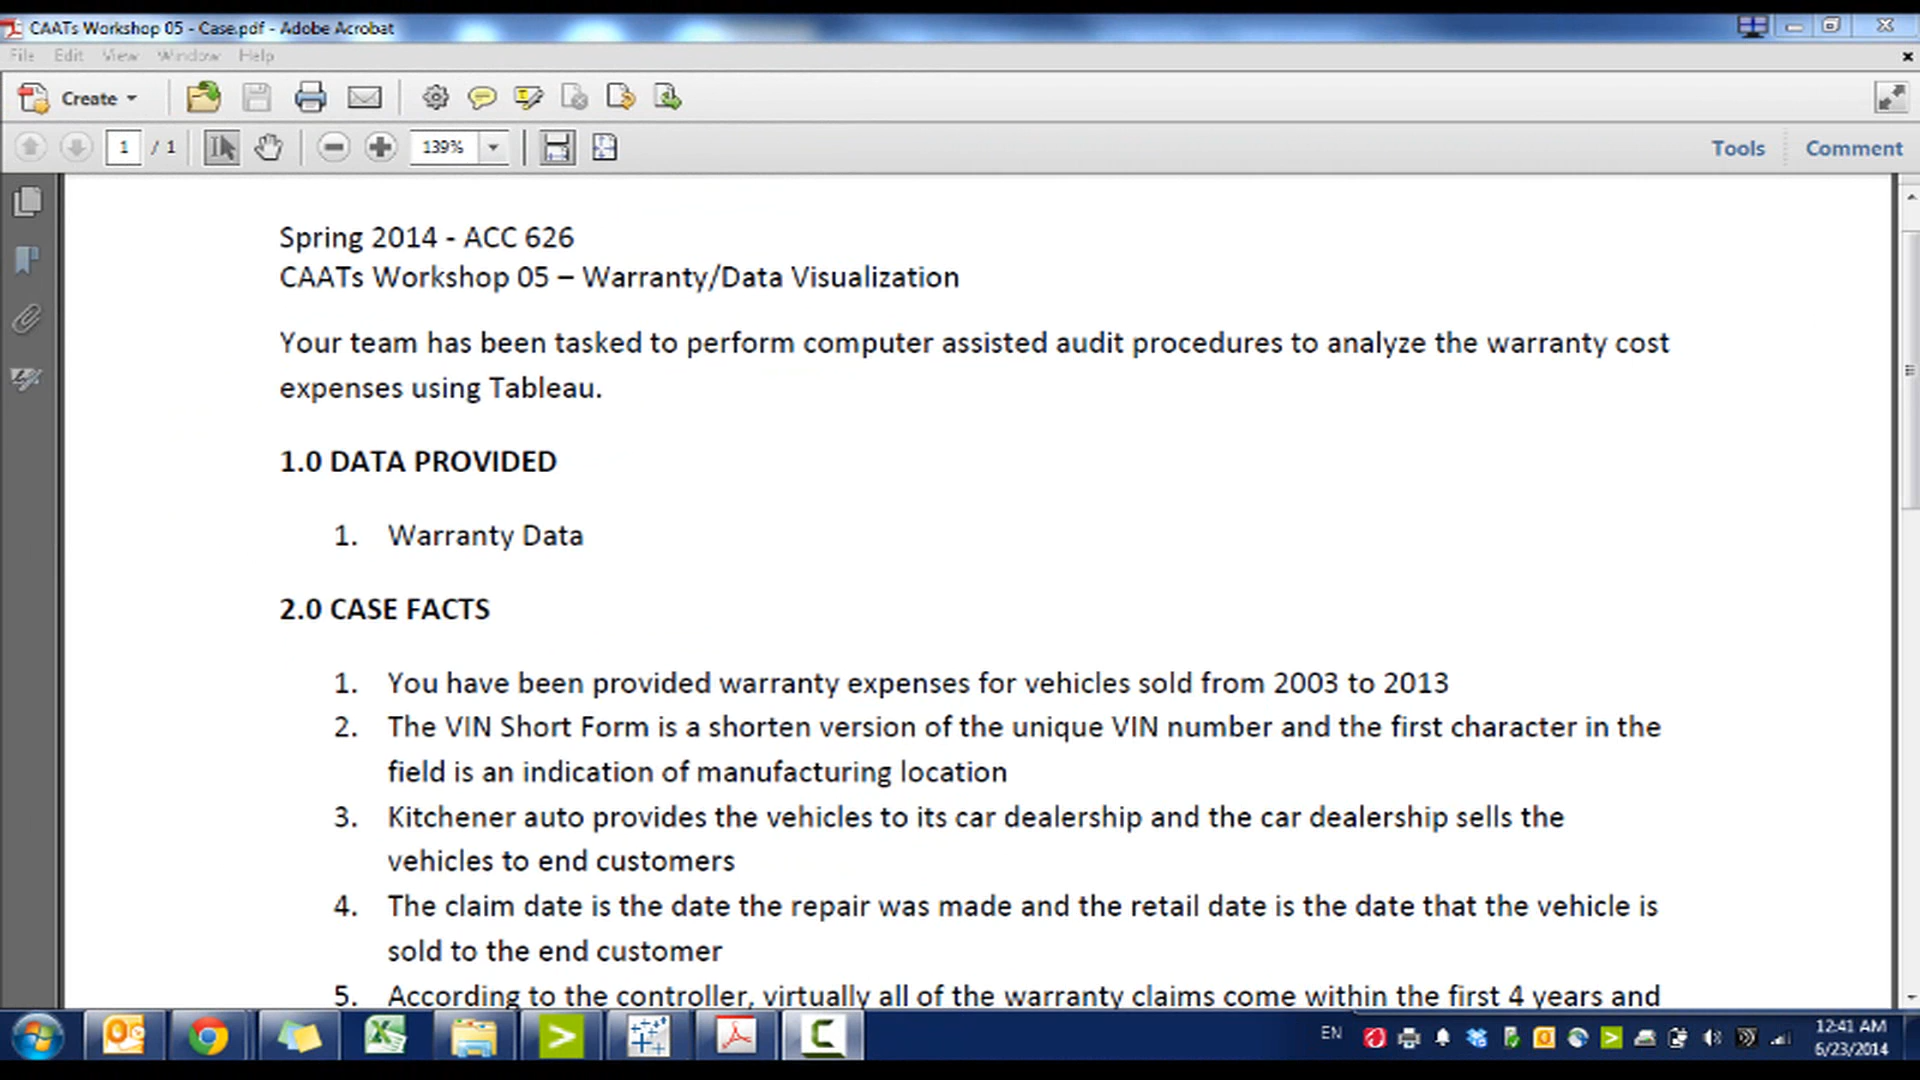 CAATs Workshop 05 - Case.pdf - Adobe Acrobat
File Edit View Window Help
Create
1 / 1 139% Tools Comment
Spring 2014 - ACC 626
CAATs Workshop 05 – Warranty/Data Visualization
Your team has been tasked to perform computer assisted audit procedures to analyze the warranty cost
expenses using Tableau.
1.0 DATA PROVIDED
1. Warranty Data
2.0 CASE FACTS
1. You have been provided warranty expenses for vehicles sold from 2003 to 2013
2. The VIN Short Form is a shorten version of the unique VIN number and the first character in the
field is an indication of manufacturing location
3. Kitchener auto provides the vehicles to its car dealership and the car dealership sells the
vehicles to end customers
4. The claim date is the date the repair was made and the retail date is the date that the vehicle is
sold to the end customer
5. According to the controller, virtually all of the warranty claims come within the first 4 years and
EN 12:41 AM
6/23/2014